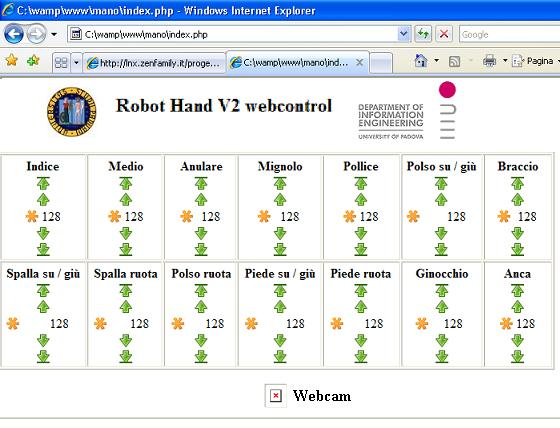 C:\wamp\www\mano\index.php - Windows Internet Explorer
C:\wamp\www\mano\index.php
Google
http://lnx.zenfamily.it/proge...
C:\wamp\www\mano\ind...
Pagina
Robot Hand V2 webcontrol
DEPARTMENT OF
INFORMATION
ENGINEERING
UNIVERSITY OF PADOVA
Indice Medio Anulare Mignolo Pollice Polso su / giù Braccio
128 128 128 128 128 128 128
Spalla su / giù Spalla ruota Polso ruota Piede su / giù Piede ruota Ginocchio Anca
128 128 128 128 128 128 128
Webcam